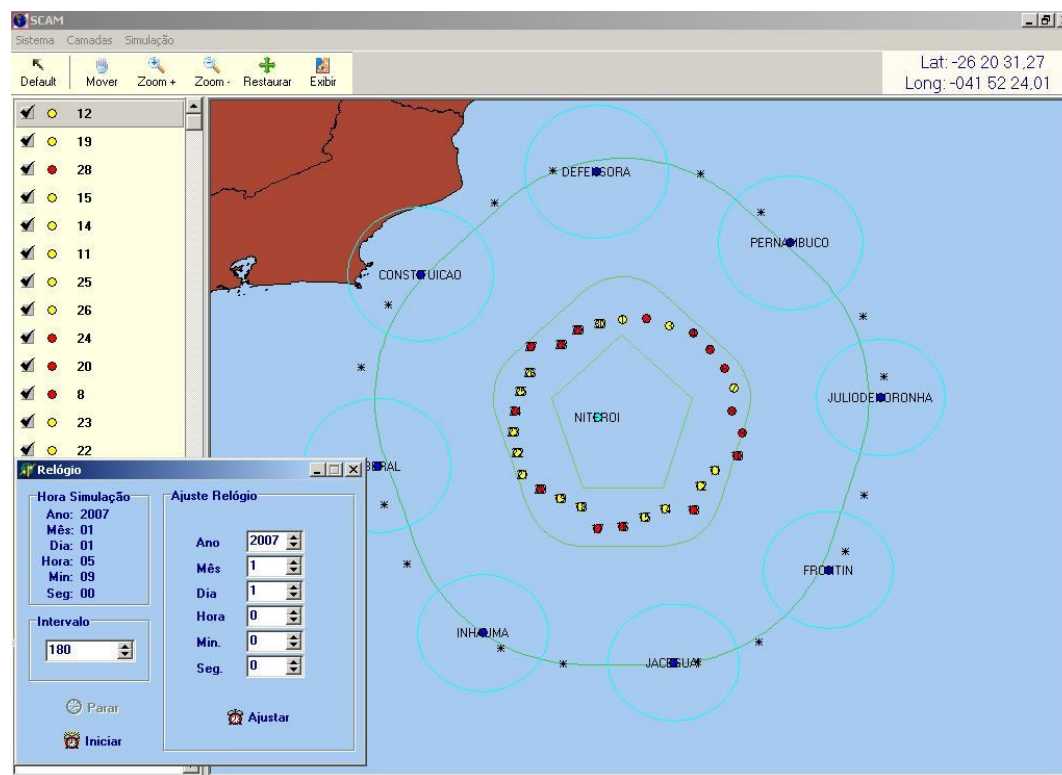 SCAM
Sistema Camadas Simulação
Default Mover Zoom + Zoom - Restaurar Exibir
Lat: -26 20 31,27
Long: -041 52 24,01
12
19
28
15
14
11
25
26
24
20
8
23
22
DEFENSORA
PERNAMBUCO
CONSTITUICAO
JULIODENORONHA
NITEROI
FRONTIN
INHAUMA
JACEGUAI
Relógio
Hora Simulação
Ano: 2007
Mês: 01
Dia: 01
Hora: 05
Min: 09
Seg: 00
Intervalo
180
Parar
Iniciar
Ajuste Relógio
Ano 2007
Mês 1
Dia 1
Hora 0
Min. 0
Seg. 0
Ajustar